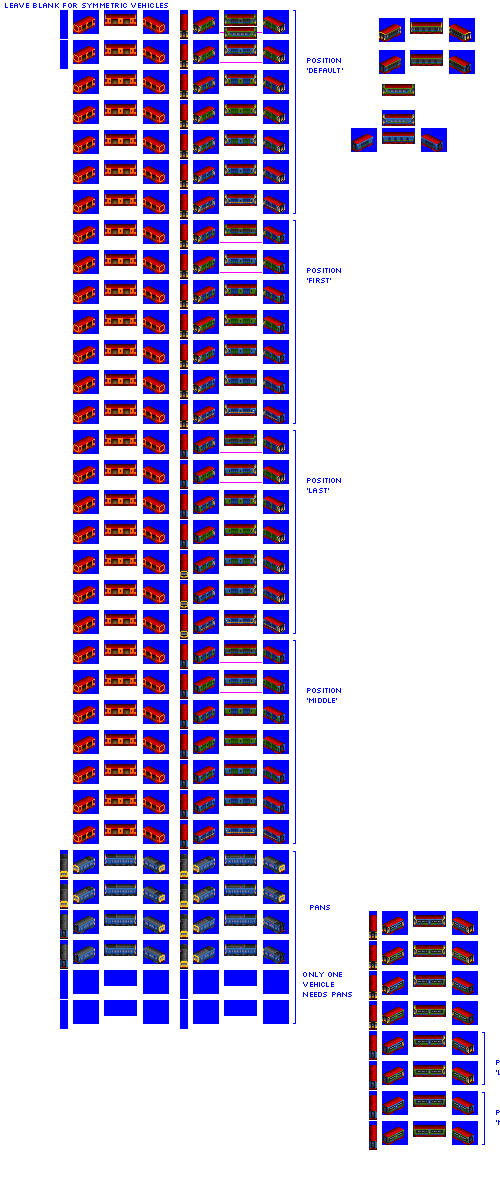 LEAVE BLANK FOR SYMMETRIC VEHICLES
POSITION
'DEFAULT'
POSITION
'FIRST'
POSITION
'LAST'
POSITION
'MIDDLE'
PANS
ONLY ONE
VEHICLE
NEEDS PANS